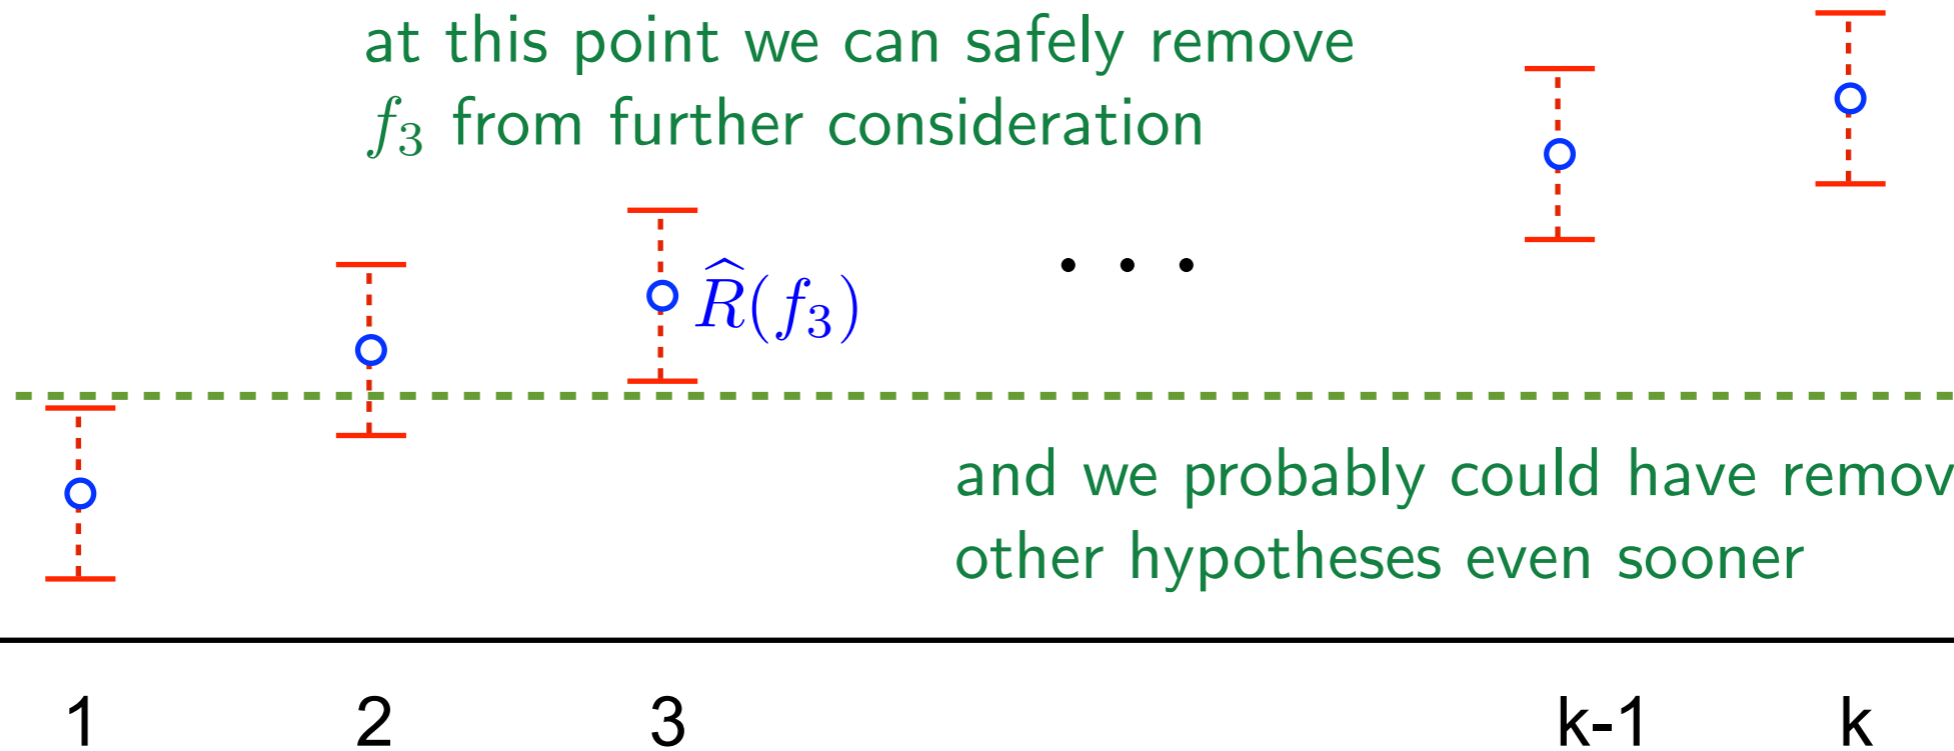 at this point we can safely remove
f₃ from further consideration
R̂(f₃)
• • •
and we probably could have remov
other hypotheses even sooner
1 2 3 k-1 k